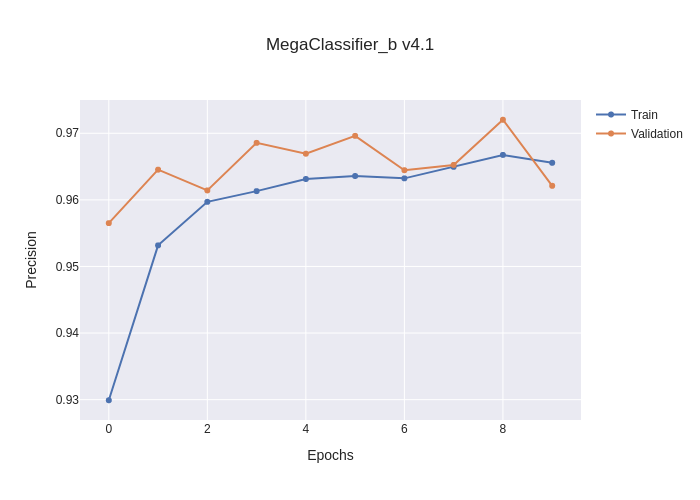 MegaClassifier_b v4.1
Train
Validation
0.97
0.96
0.95
0.94
0.93
Precision
0 2 4 6 8
Epochs